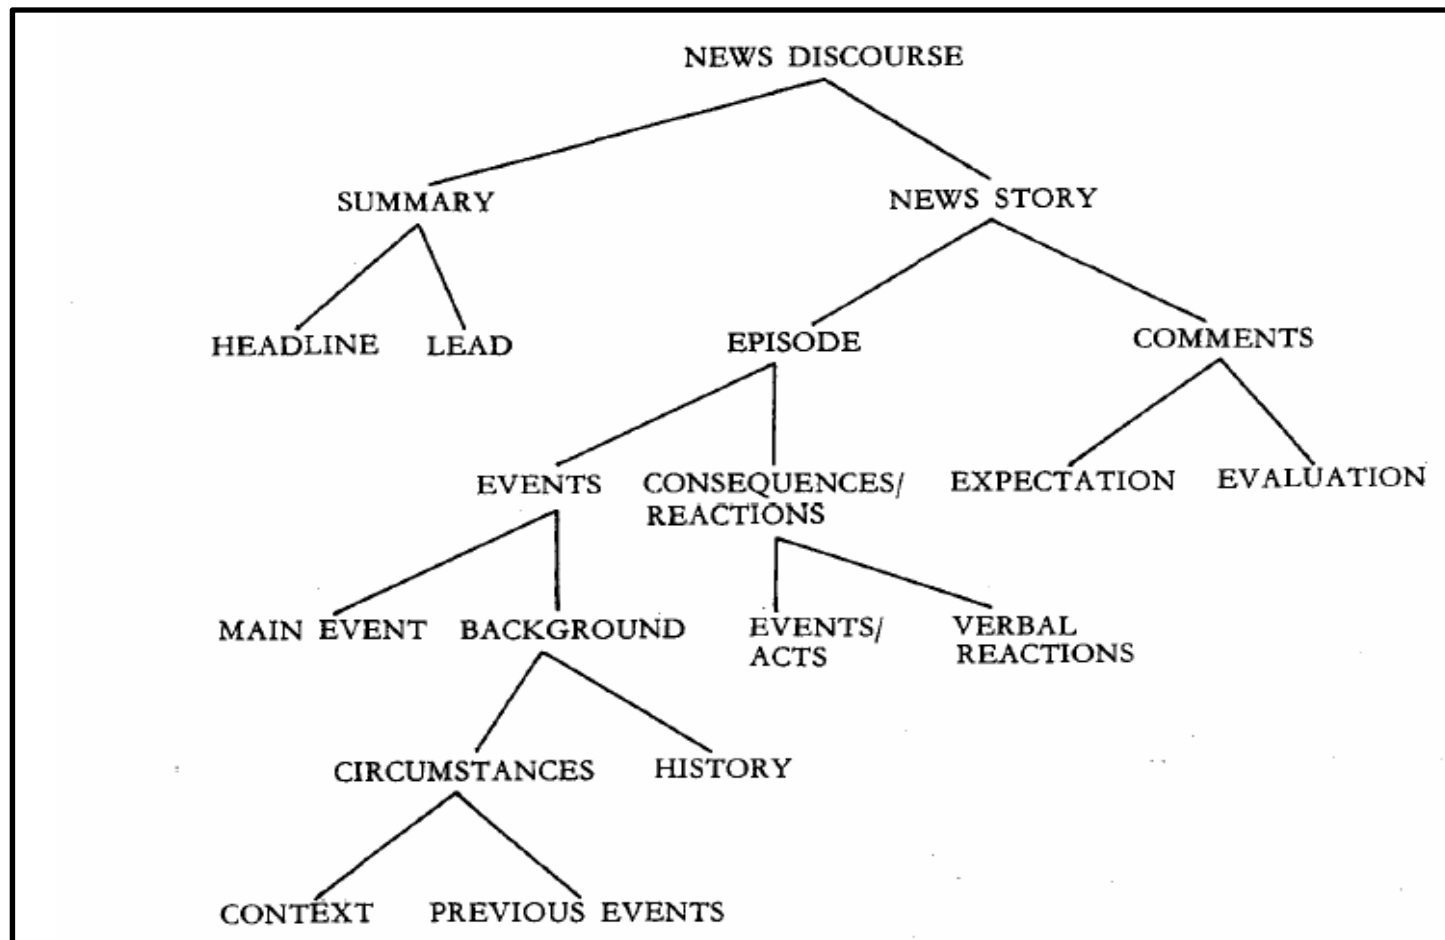 NEWS DISCOURSE
SUMMARY
NEWS STORY
HEADLINE
LEAD
EPISODE
COMMENTS
EVENTS
CONSEQUENCES/
REACTIONS
EXPECTATION
EVALUATION
MAIN EVENT
BACKGROUND
EVENTS/
ACTS
VERBAL
REACTIONS
CIRCUMSTANCES
HISTORY
CONTEXT
PREVIOUS EVENTS